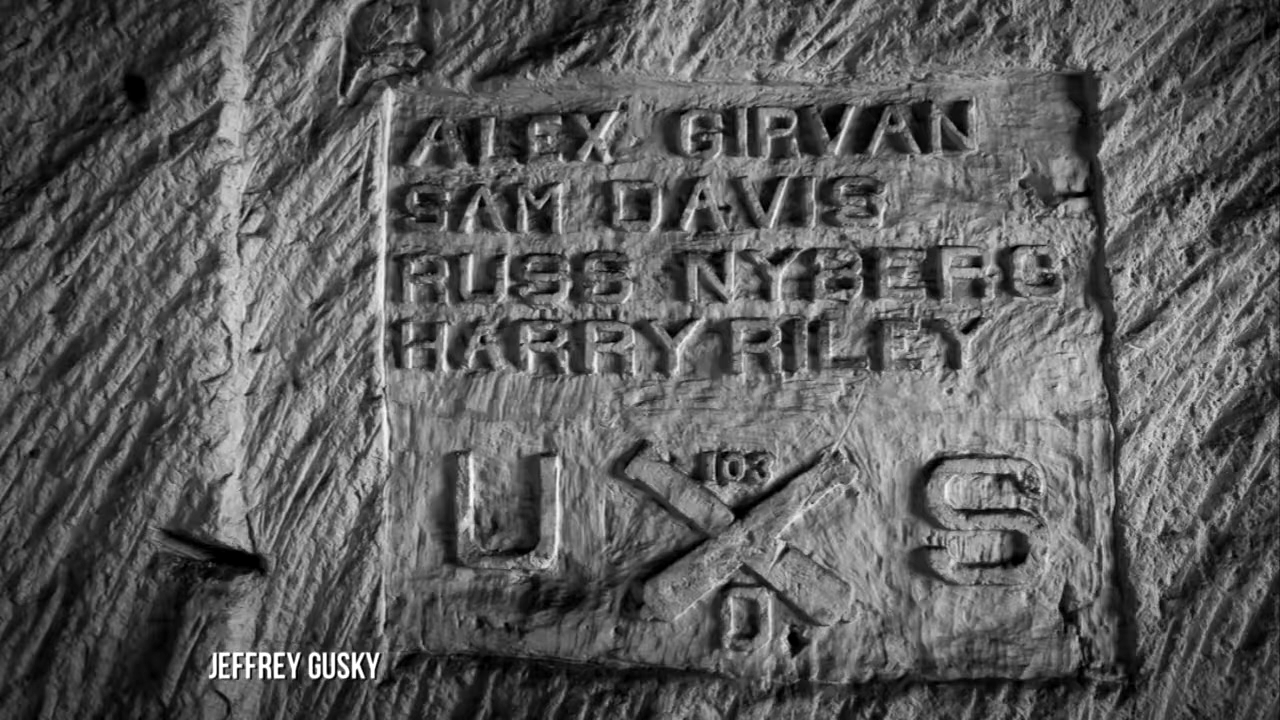 ALEX GIRVAN
SAM DAVIS
RUSS NYBERG
HARRY RILEY
103
U S
D
JEFFREY GUSKY